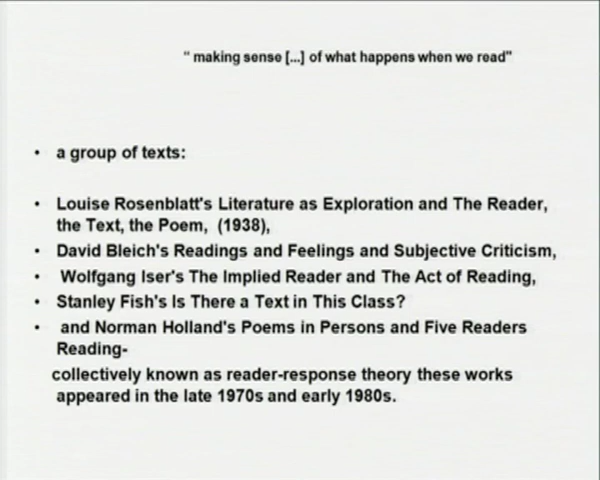 “ making sense [...] of what happens when we read"
• a group of texts:
• Louise Rosenblatt's Literature as Exploration and The Reader,
the Text, the Poem, (1938),
• David Bleich's Readings and Feelings and Subjective Criticism,
• Wolfgang Iser's The Implied Reader and The Act of Reading,
• Stanley Fish's Is There a Text in This Class?
• and Norman Holland's Poems in Persons and Five Readers
Reading-
collectively known as reader-response theory these works
appeared in the late 1970s and early 1980s.